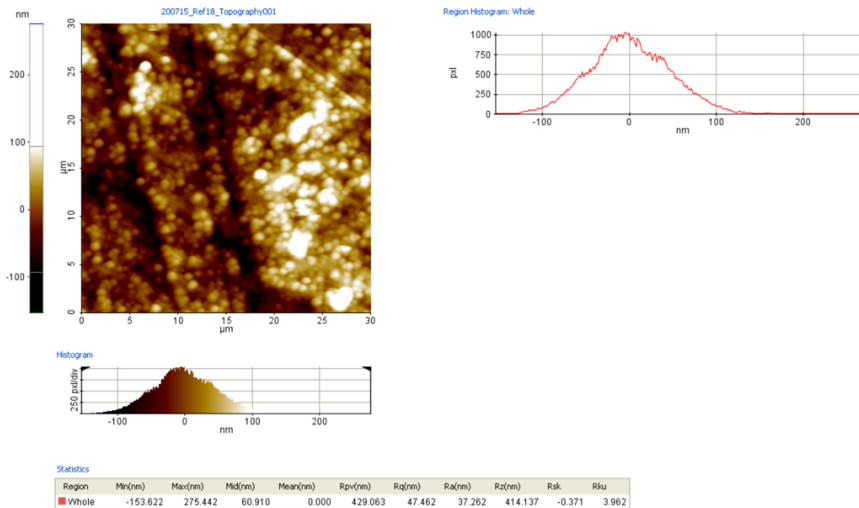 nm
200
100
0
-100
200715_Ref18_Topography001
30
25
20
15
10
5
0
µm
0 5 10 15 20 25 30
µm
Region Histogram: Whole
1000
750
500
250
0
pxl
-100 0 100 200
nm
Histogram
250 pxl/div
-100 0 100 200
nm
Statistics
Region Min(nm) Max(nm) Mid(nm) Mean(nm) Rpv(nm) Rq(nm) Ra(nm) Rz(nm) Rsk Rku
Whole -153.622 275.442 60.910 0.000 429.063 47.462 37.262 414.137 -0.371 3.962